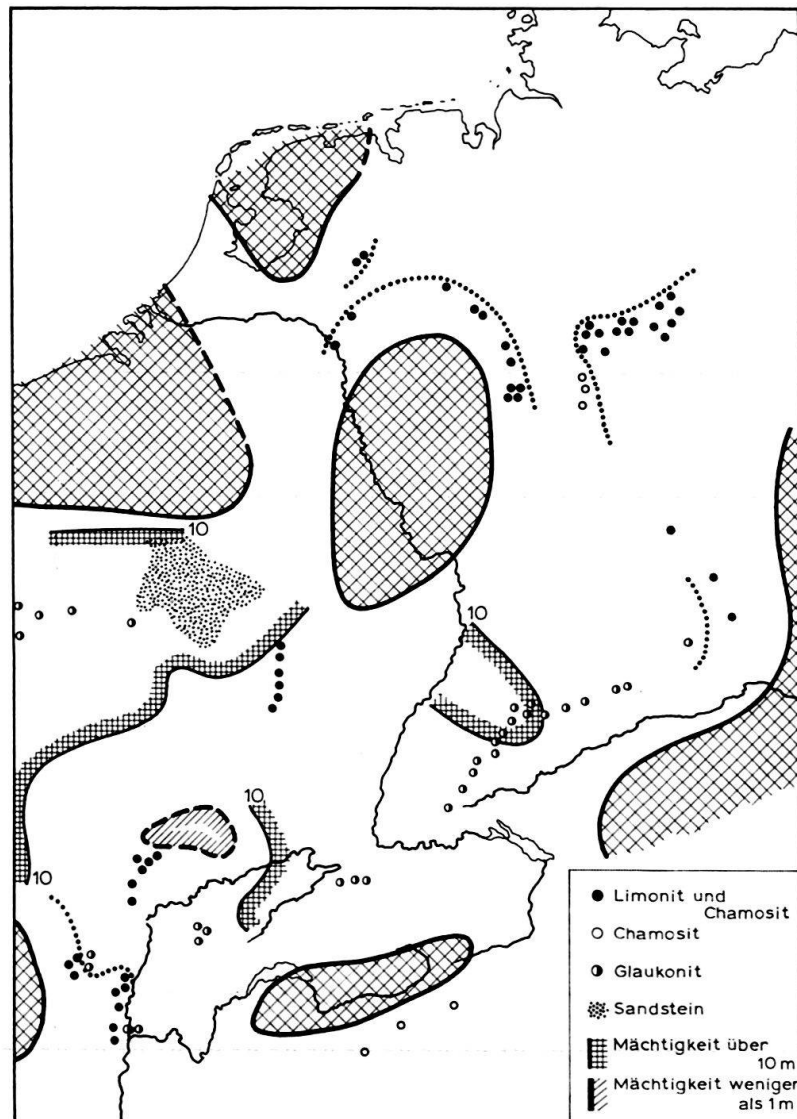 10
10
10
10
Limonit und
Chamosit
Chamosit
Glaukonit
Sandstein
Mächtigkeit über
10 m
Mächtigkeit weniger
als 1 m